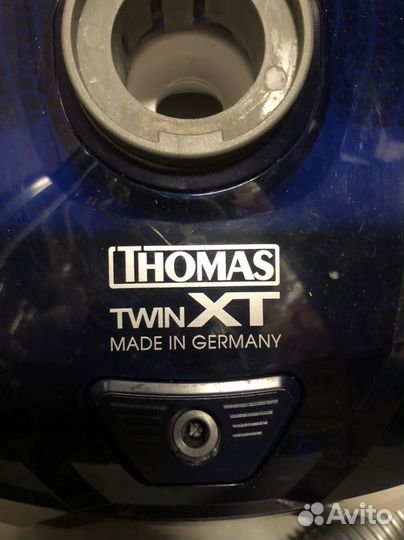 THOMAS
TWIN XT
MADE IN GERMANY
Avito